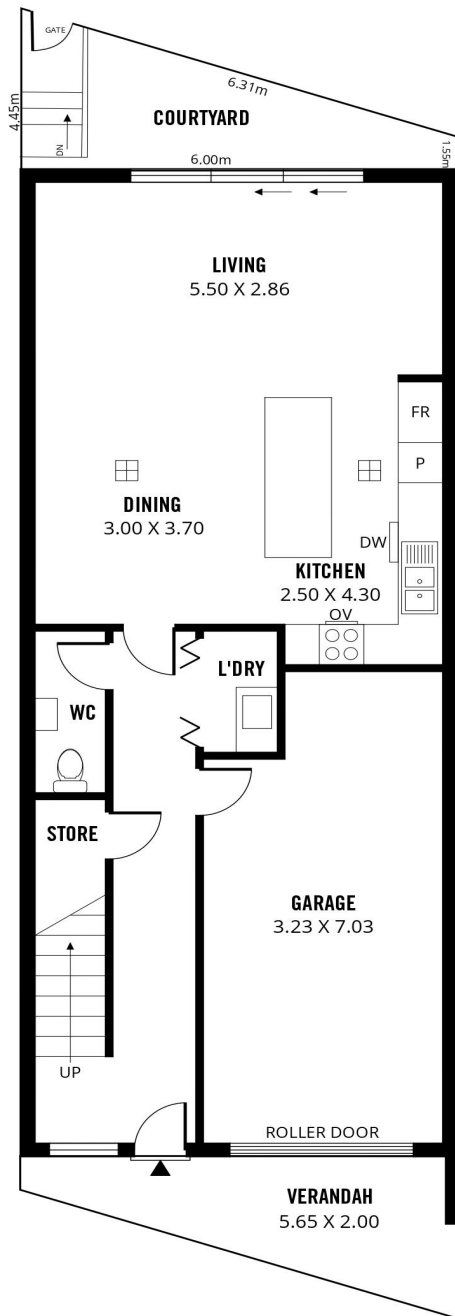 GATE
4.45m
DN
6.31m
COURTYARD
6.00m
1.55m
LIVING
5.50 X 2.86
FR
P
DINING
3.00 X 3.70
DW
KITCHEN
2.50 X 4.30
OV
L'DRY
WC
STORE
GARAGE
3.23 X 7.03
UP
ROLLER DOOR
VERANDAH
5.65 X 2.00